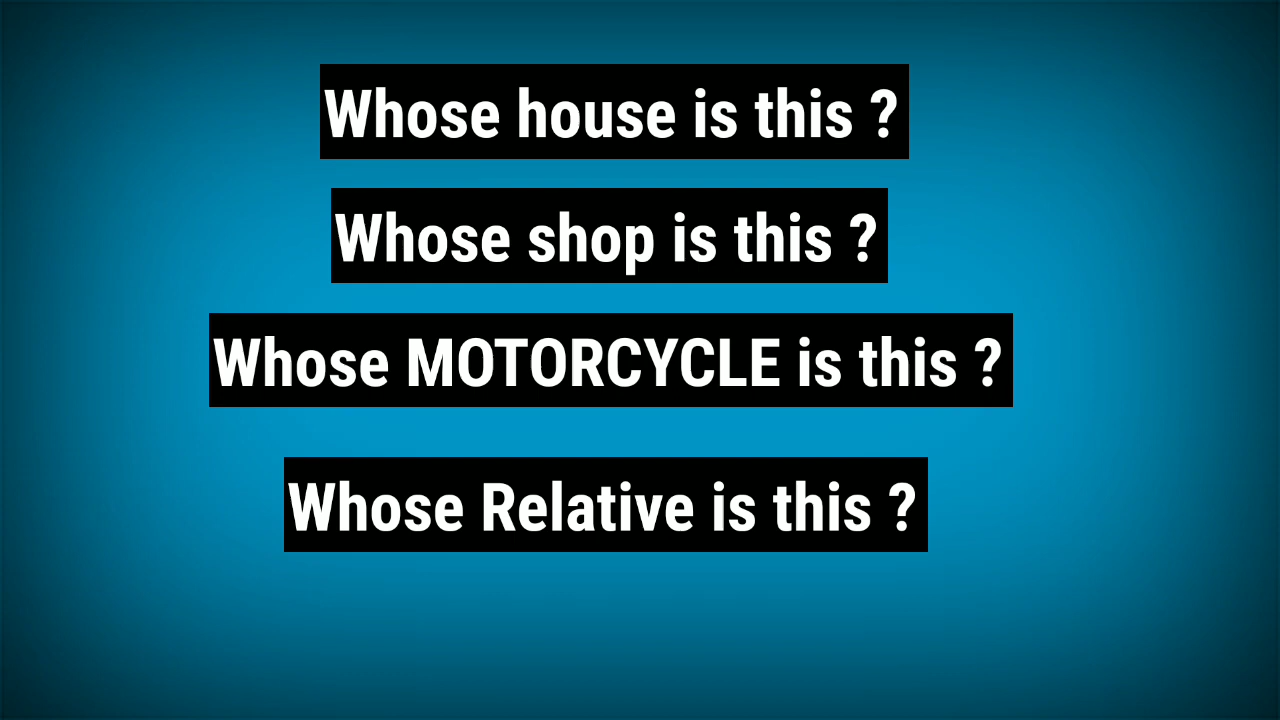 Whose house is this ?
Whose shop is this ?
Whose MOTORCYCLE is this ?
Whose Relative is this ?